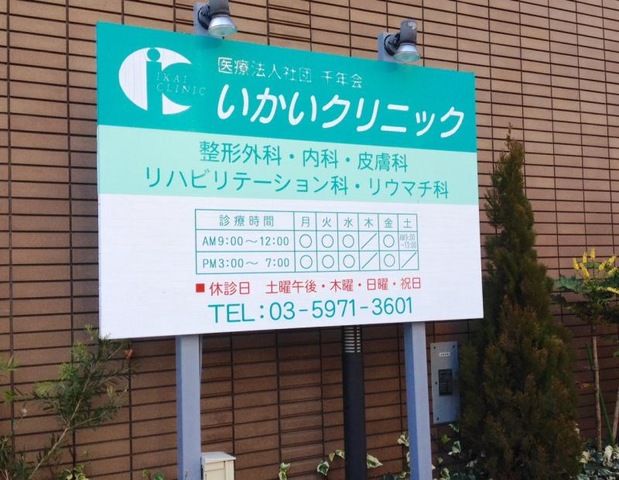 IKAI
CLINIC
医療法人社団 千年会
いかいクリニック
整形外科・内科・皮膚科
リハビリテーション科・リウマチ科
診療時間 月 火 水 木 金 土
AM9:00～12:00 ○ ○ ○ ／ ○
PM3:00～ 7:00 ○ ○ ○ ／ ○ ／
■休診日 土曜午後・木曜・日曜・祝日
TEL:03-5971-3601